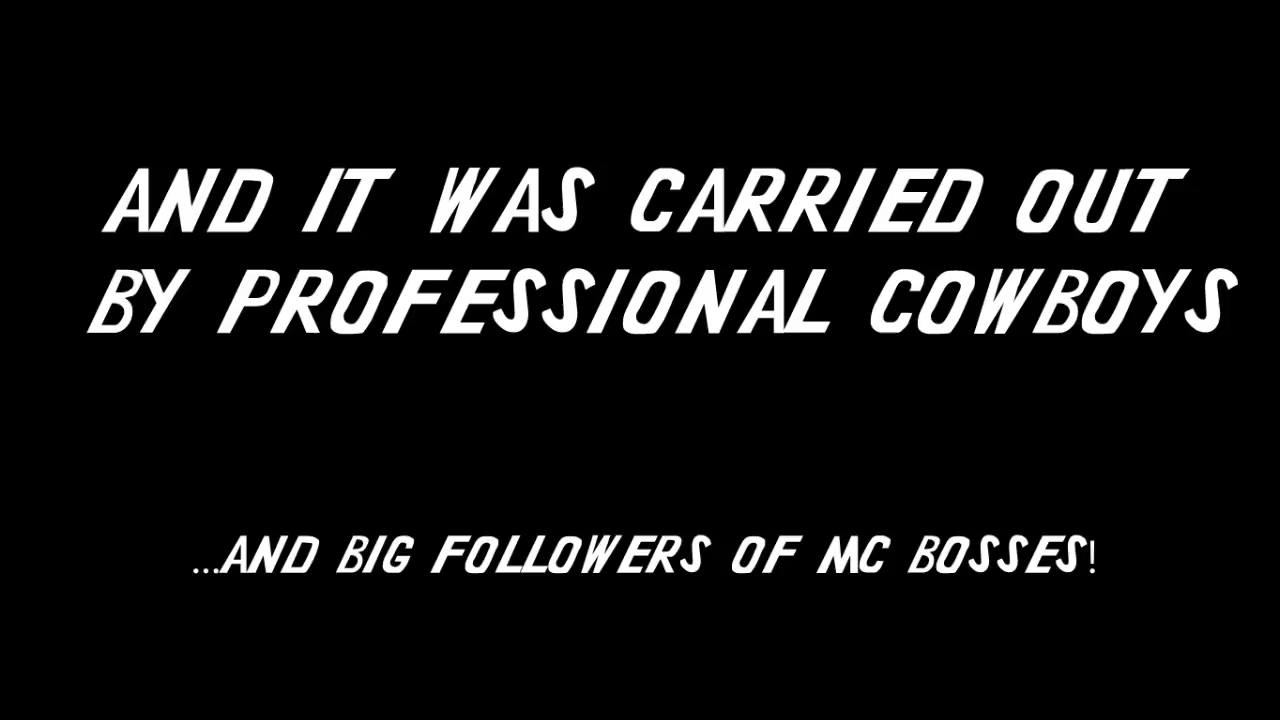 AND IT WAS CARRIED OUT
BY PROFESSIONAL COWBOYS
...AND BIG FOLLOWERS OF MC BOSSES!